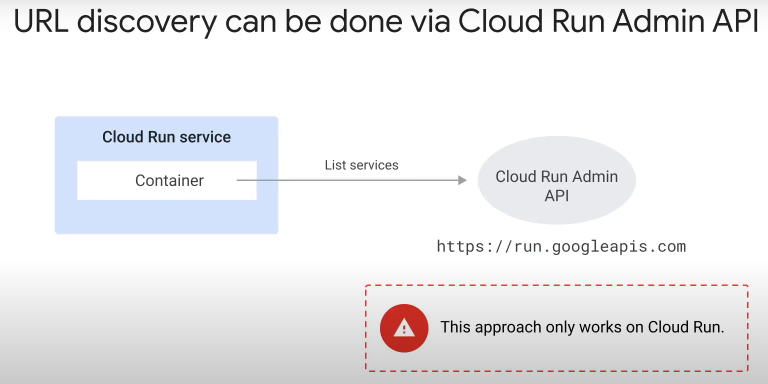 URL discovery can be done via Cloud Run Admin API
Cloud Run service
Container
List services
Cloud Run Admin
API
https://run.googleapis.com
This approach only works on Cloud Run.